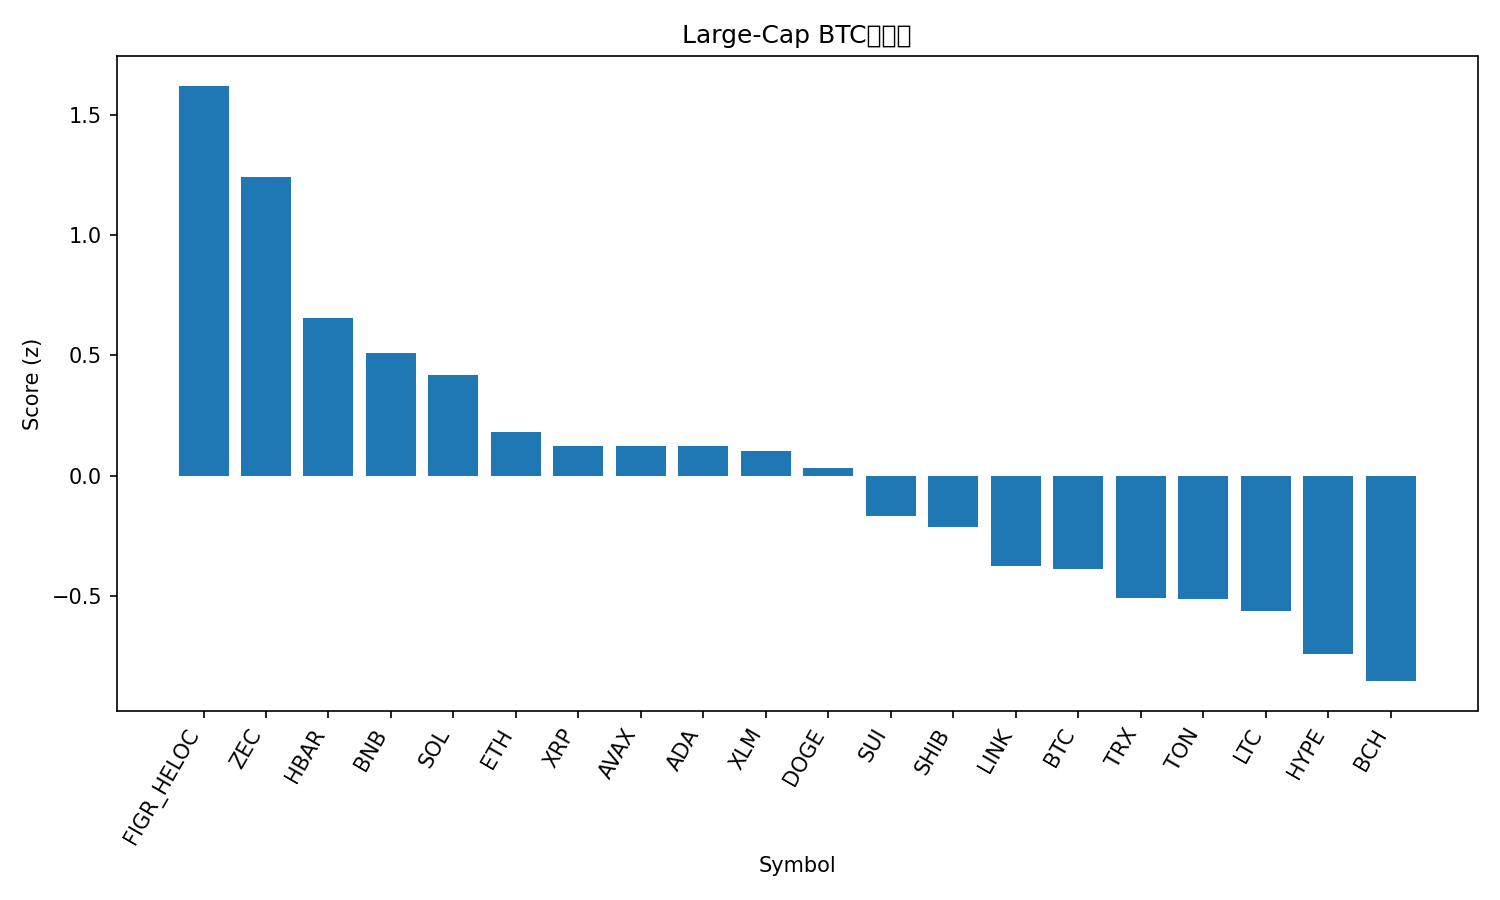 Large-Cap BTC
1.5
1.0
0.5
0.0
−0.5
Score (z)
FIGR_HELOC
ZEC
HBAR
BNB
SOL
ETH
XRP
AVAX
ADA
XLM
DOGE
SUI
SHIB
LINK
BTC
TRX
TON
LTC
HYPE
BCH
Symbol